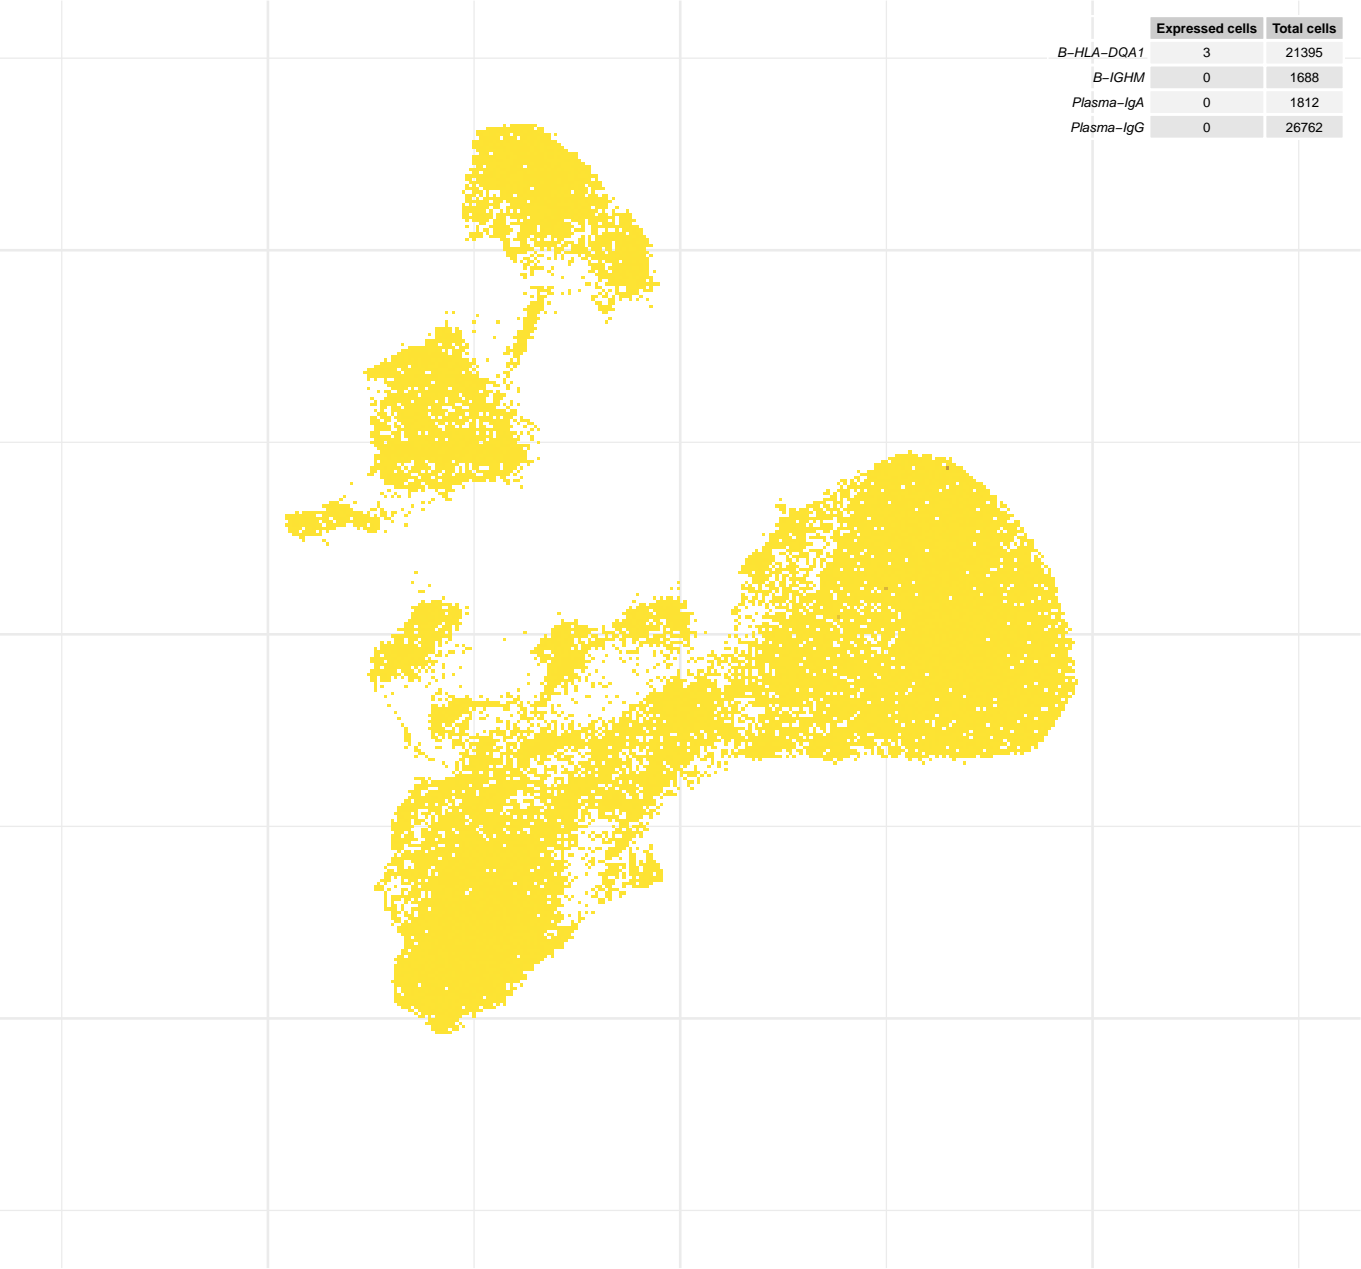 Expressed cells Total cells
B−HLA−DQA1 3 21395
B−IGHM 0 1688
Plasma−IgA 0 1812
Plasma−IgG 0 26762